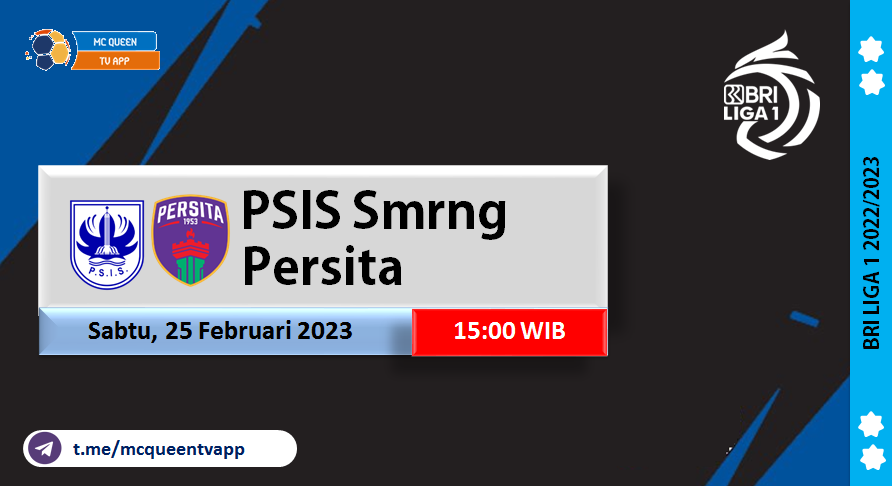 MC QUEEN
TV APP
BRI
LIGA 1
PERSITA
1953
P.S.I.S.
PSIS Smrng
Persita
Sabtu, 25 Februari 2023
15:00 WIB
BRI LIGA 1 2022/2023
t.me/mcqueentvapp